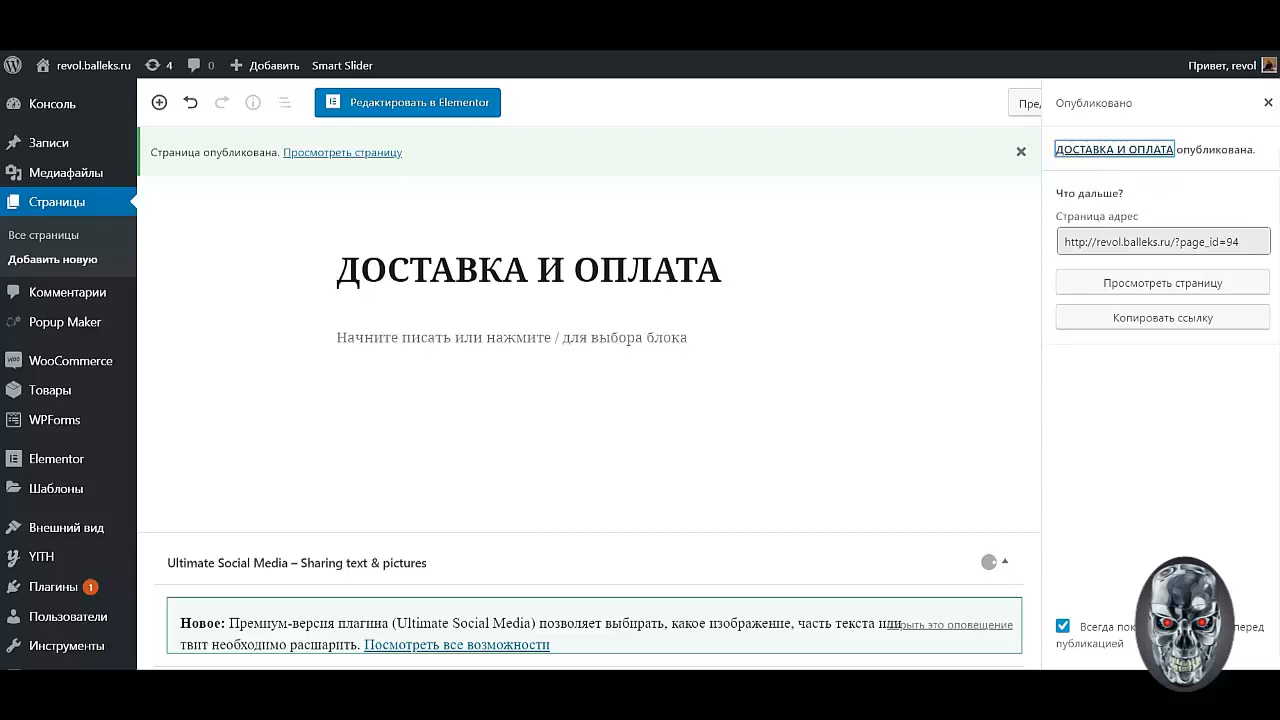 revol.balleks.ru 4 0 Добавить Smart Slider Привет, revol
Консоль
Записи
Медиафайлы
Страницы
Все страницы
Добавить новую
Комментарии
Popup Maker
WooCommerce
Товары
WPForms
Elementor
Шаблоны
Внешний вид
YITH
Плагины 1
Пользователи
Инструменты
Редактировать в Elementor
Страница опубликована. Просмотреть страницу
ДОСТАВКА И ОПЛАТА
Начните писать или нажмите / для выбора блока
Ultimate Social Media – Sharing text & pictures
Новое: Премиум-версия плагина (Ultimate Social Media) позволяет выбирать, какое изображение, часть текста или
твит необходимо расшарить. Посмотреть все возможности
это оповещение
Опубликовано
ДОСТАВКА И ОПЛАТА опубликована.
Что дальше?
Страница адрес
http://revol.balleks.ru/?page_id=94
Просмотреть страницу
Копировать ссылку
Всегда
публикацией